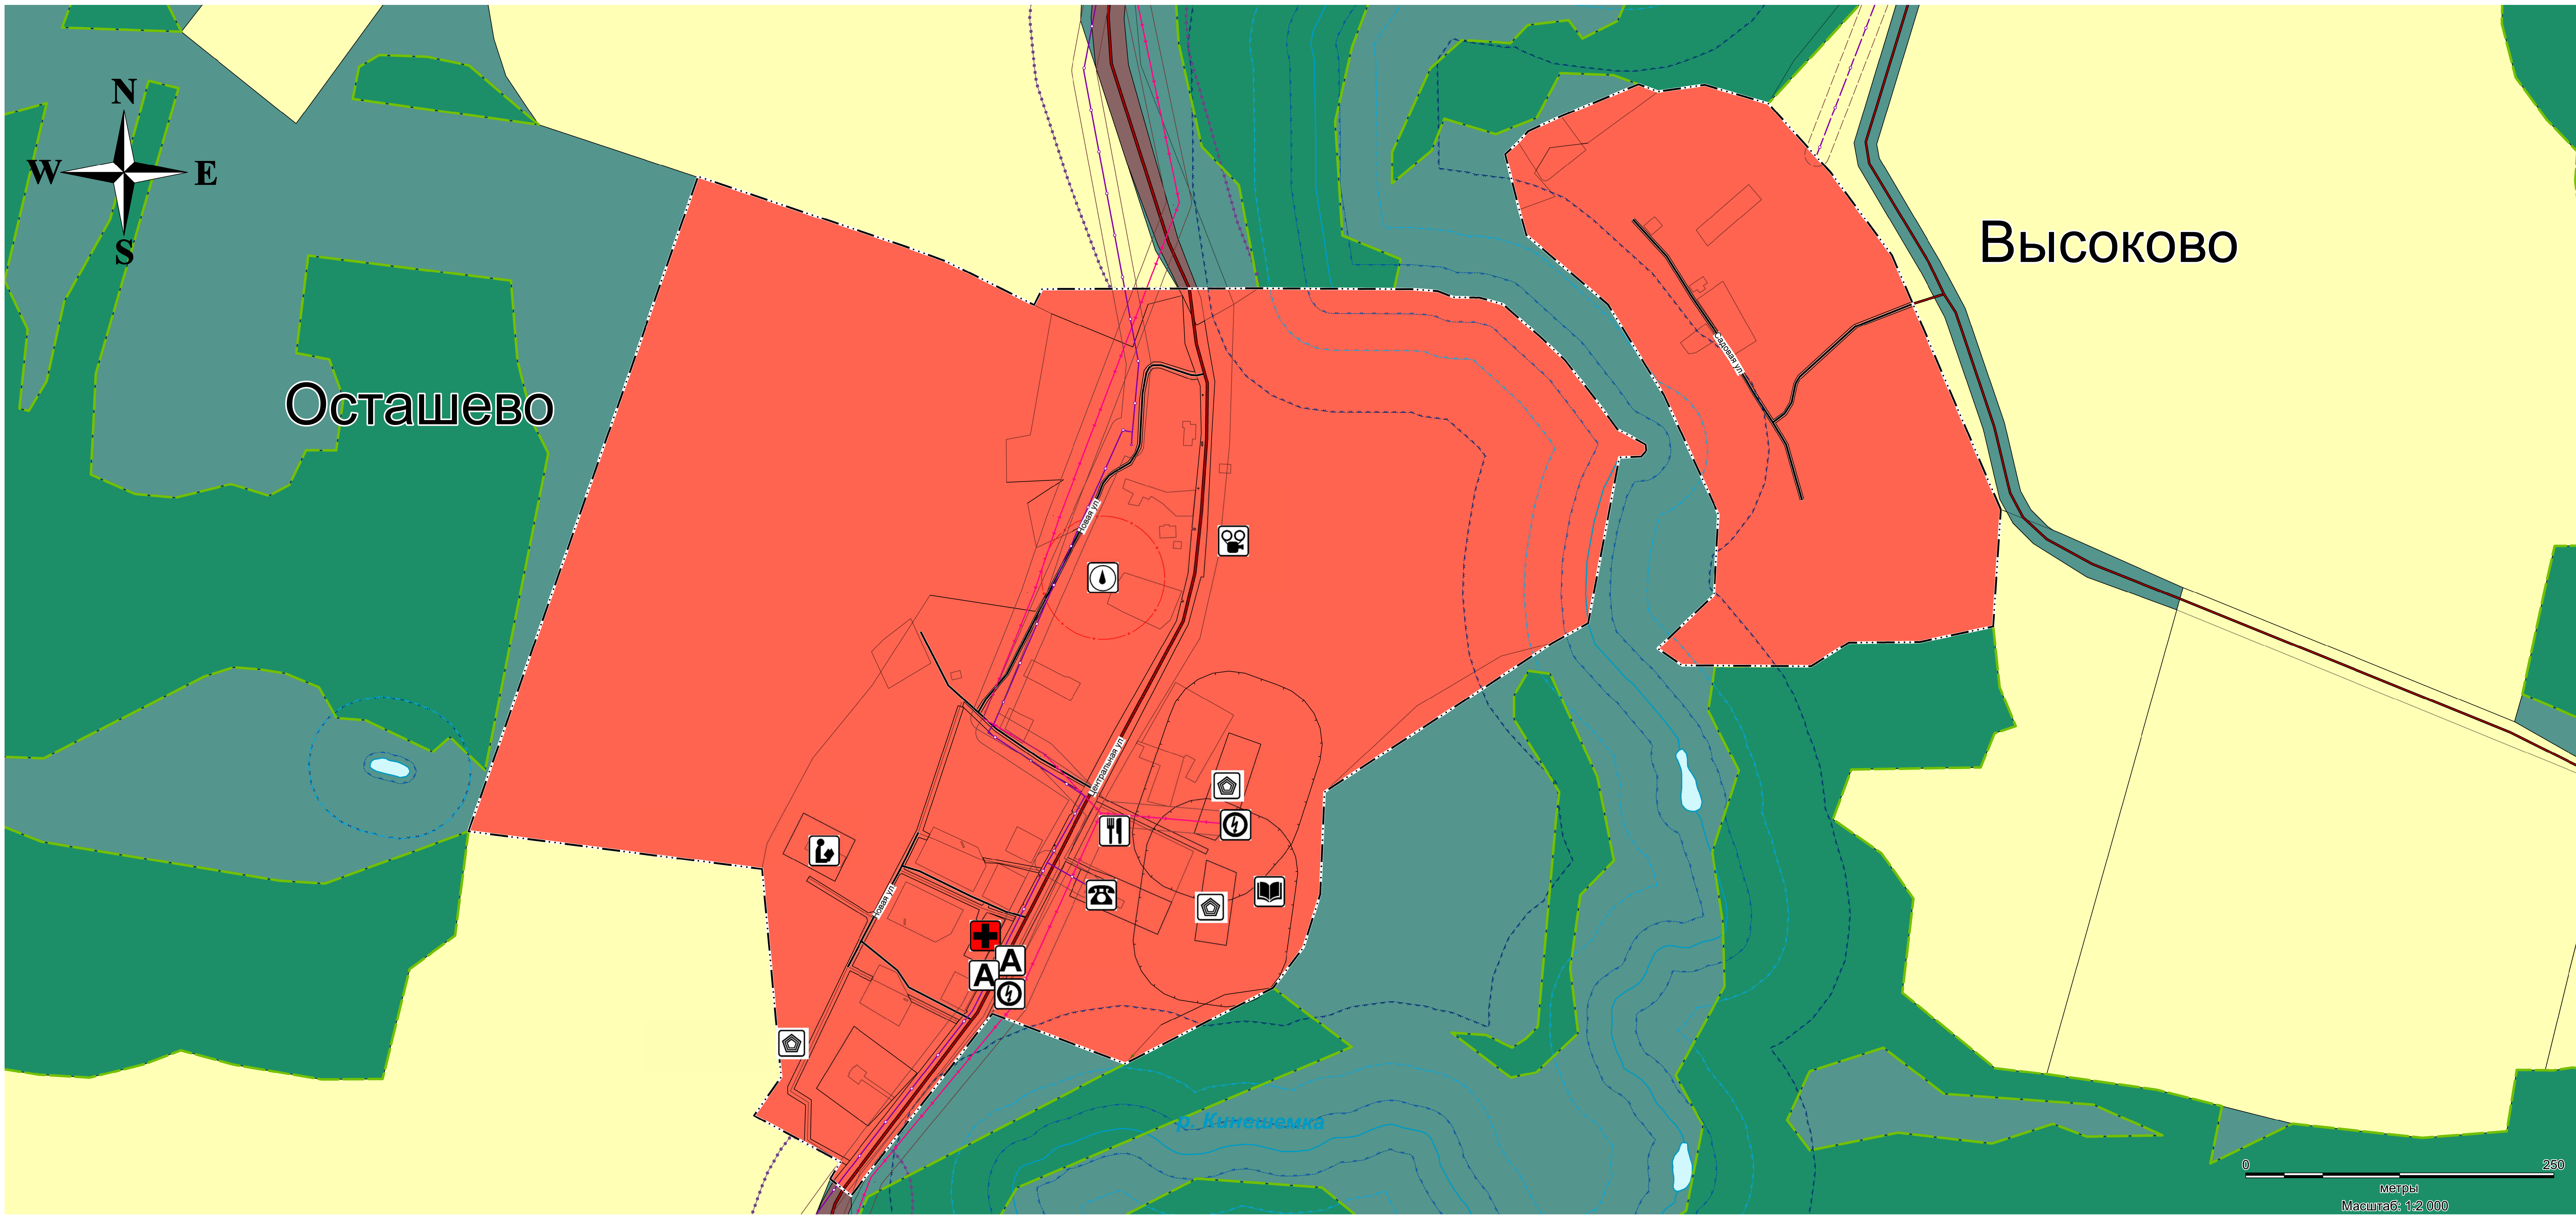 N
W
E
S
Высоково
Осташево
Садовая ул
Новая ул
Центральная ул
Новая ул
A
A
р. Кинешемка
0
250
метры
Масштаб: 1:2 000